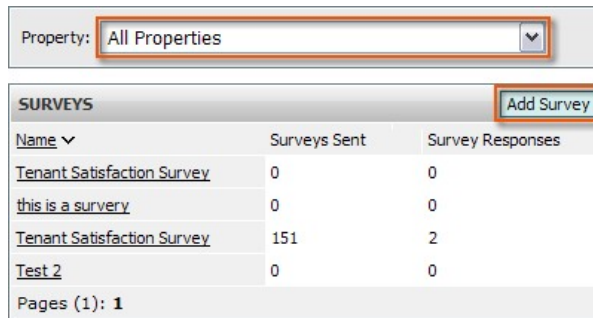 Property: All Properties
SURVEYS Add Survey
Name Surveys Sent Survey Responses
Tenant Satisfaction Survey 0 0
this is a survery 0 0
Tenant Satisfaction Survey 151 2
Test 2 0 0
Pages (1): 1